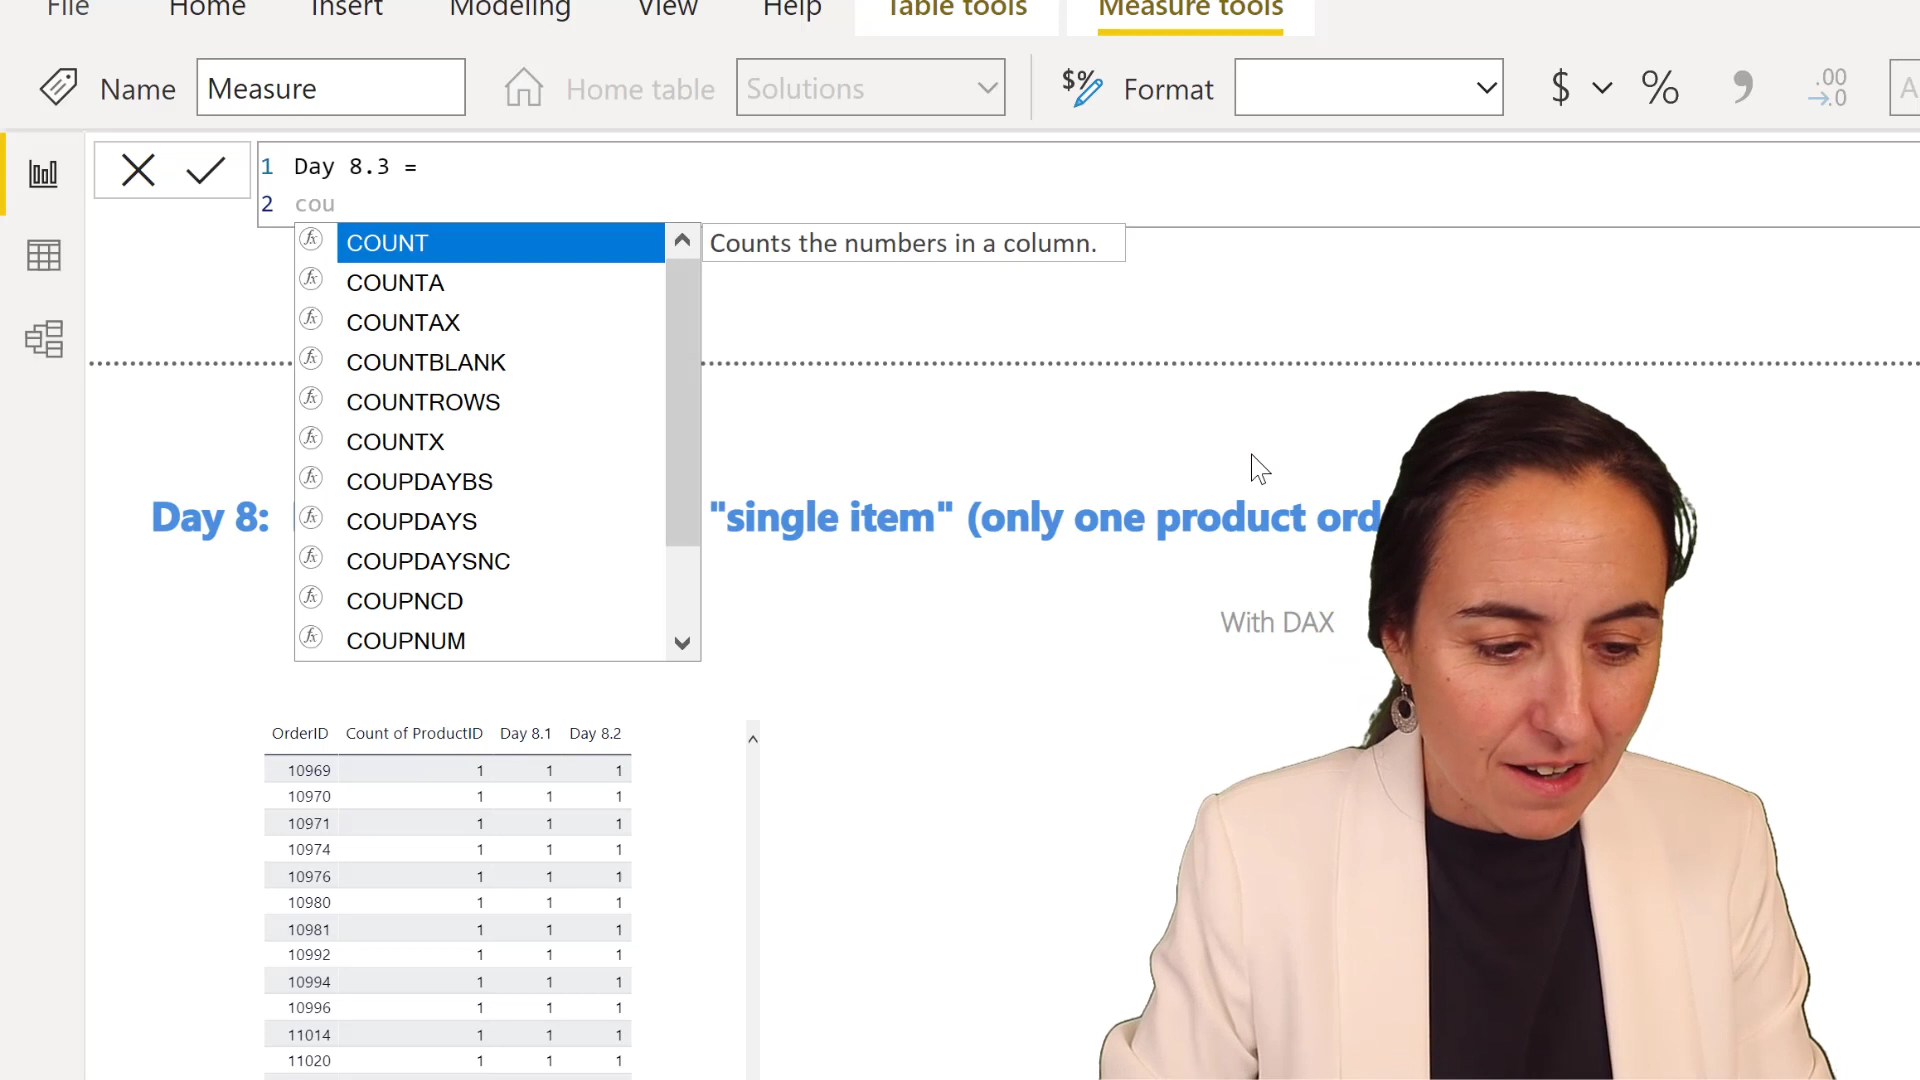 File Home Insert Modeling View Help Table tools Measure tools
Name Measure Home table Solutions Format $ % .00 .0 A
1 Day 8.3 =
2 cou
COUNT Counts the numbers in a column.
COUNTA
COUNTAX
COUNTBLANK
COUNTROWS
COUNTX
COUPDAYBS
COUPDAYS
COUPDAYSNC
COUPNCD
COUPNUM
Day 8: "single item" (only one product ord
With DAX
OrderID Count of ProductID Day 8.1 Day 8.2
10969 1 1 1
10970 1 1 1
10971 1 1 1
10974 1 1 1
10976 1 1 1
10980 1 1 1
10981 1 1 1
10992 1 1 1
10994 1 1 1
10996 1 1 1
11014 1 1 1
11020 1 1 1